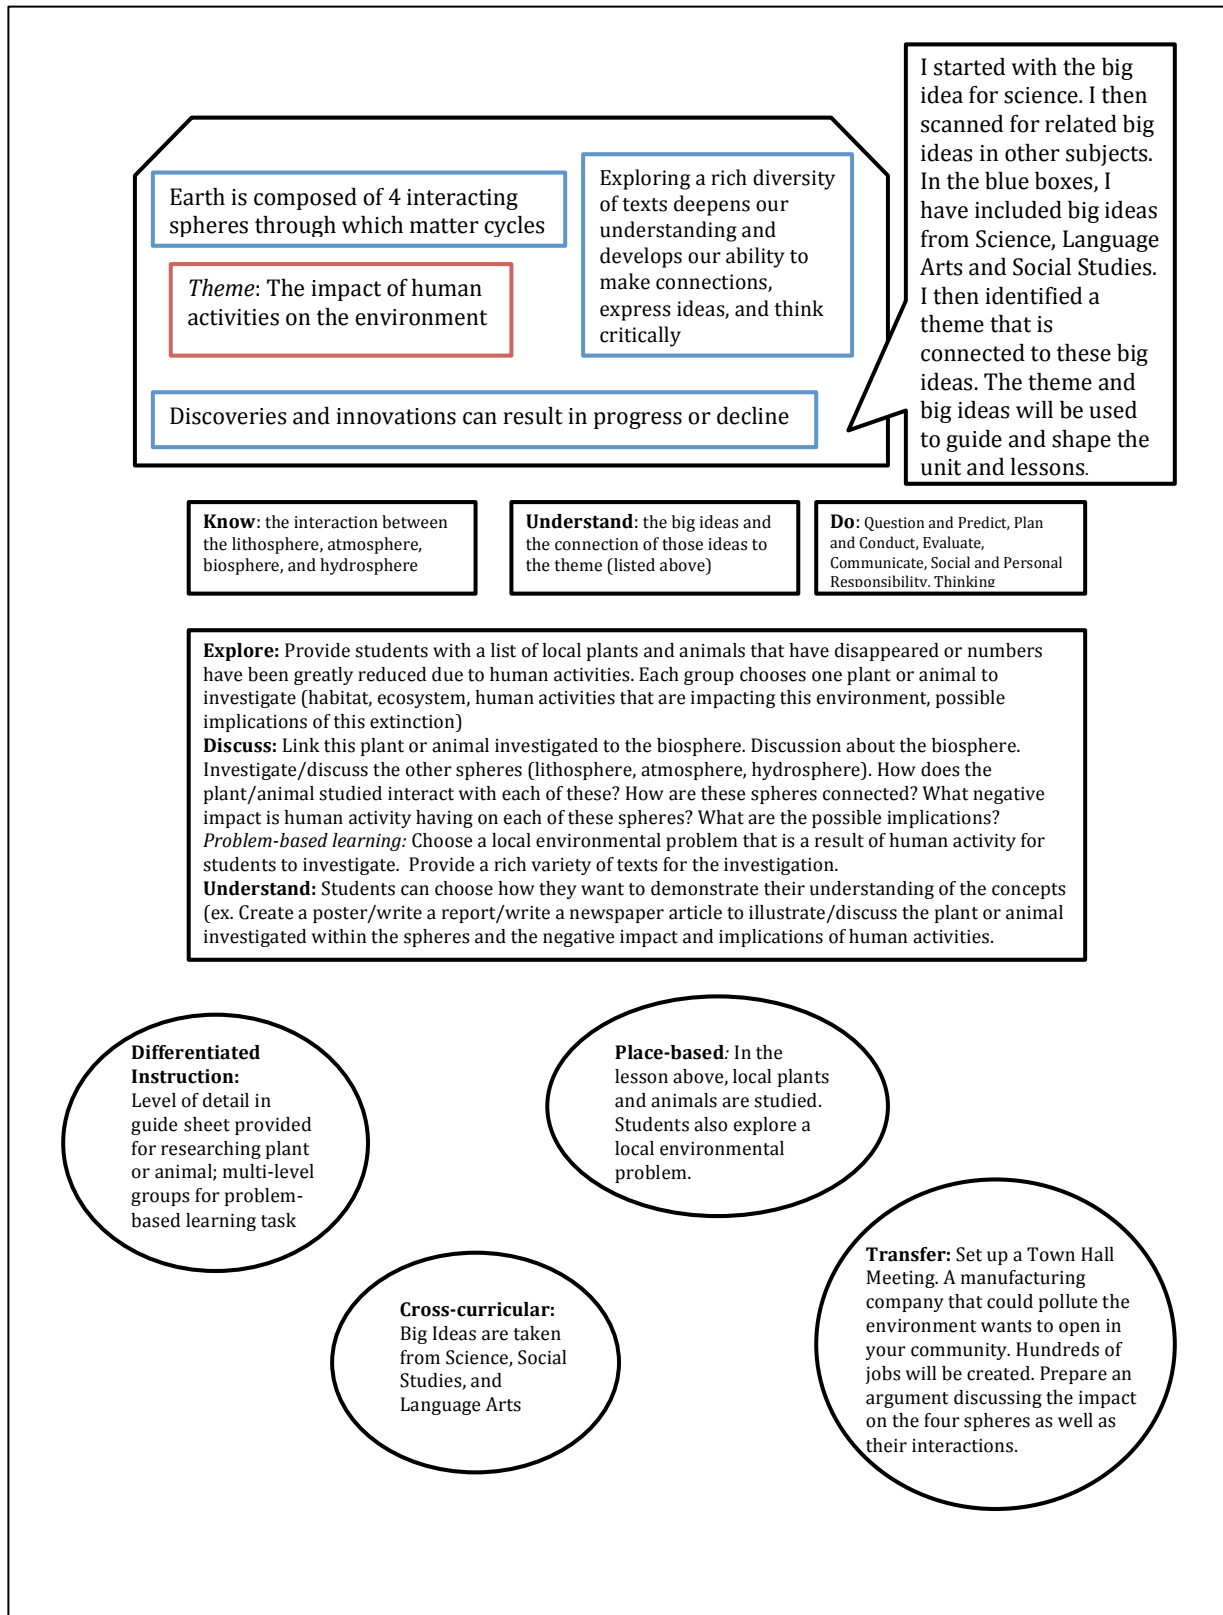 I started with the big
idea for science. I then
scanned for related big
ideas in other subjects.
In the blue boxes, I
have included big ideas
from Science, Language
Arts and Social Studies.
I then identified a
theme that is
connected to these big
ideas. The theme and
big ideas will be used
to guide and shape the
unit and lessons.
Earth is composed of 4 interacting
spheres through which matter cycles
Exploring a rich diversity
of texts deepens our
understanding and
develops our ability to
make connections,
express ideas, and think
critically
Theme: The impact of human
activities on the environment
Discoveries and innovations can result in progress or decline
Know: the interaction between
the lithosphere, atmosphere,
biosphere, and hydrosphere
Understand: the big ideas and
the connection of those ideas to
the theme (listed above)
Do: Question and Predict, Plan
and Conduct, Evaluate,
Communicate, Social and Personal
Responsibility, Thinking
Explore: Provide students with a list of local plants and animals that have disappeared or numbers
have been greatly reduced due to human activities. Each group chooses one plant or animal to
investigate (habitat, ecosystem, human activities that are impacting this environment, possible
implications of this extinction)
Discuss: Link this plant or animal investigated to the biosphere. Discussion about the biosphere.
Investigate/discuss the other spheres (lithosphere, atmosphere, hydrosphere). How does the
plant/animal studied interact with each of these? How are these spheres connected? What negative
impact is human activity having on each of these spheres? What are the possible implications?
Problem-based learning: Choose a local environmental problem that is a result of human activity for
students to investigate.  Provide a rich variety of texts for the investigation.
Understand: Students can choose how they want to demonstrate their understanding of the concepts
(ex. Create a poster/write a report/write a newspaper article to illustrate/discuss the plant or animal
investigated within the spheres and the negative impact and implications of human activities.
Differentiated
Instruction:
Level of detail in
guide sheet provided
for researching plant
or animal; multi-level
groups for problem-
based learning task
Place-based: In the
lesson above, local plants
and animals are studied.
Students also explore a
local environmental
problem.
Cross-curricular:
Big Ideas are taken
from Science, Social
Studies, and
Language Arts
Transfer: Set up a Town Hall
Meeting. A manufacturing
company that could pollute the
environment wants to open in
your community. Hundreds of
jobs will be created. Prepare an
argument discussing the impact
on the four spheres as well as
their interactions.